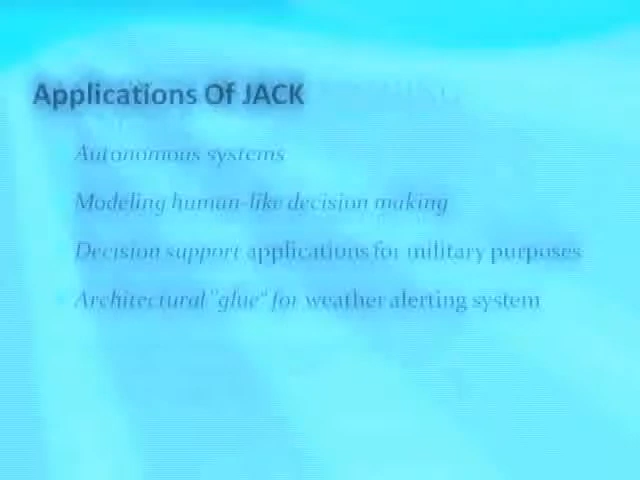 Applications Of JACK
Autonomous systems
Modeling human-like decision making
Decision support applications for military purposes
Architectural "glue" for weather alerting system